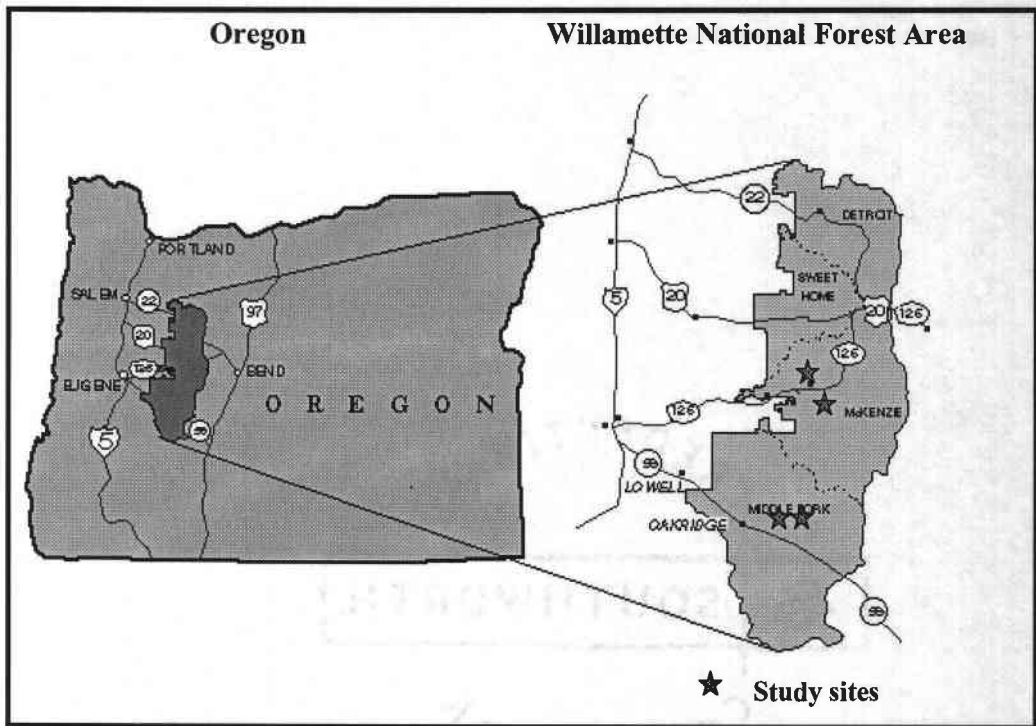 Oregon
Willamette National Forest Area
22
DETROIT
PORTLAND
SALEM
22
97
SWEET
HOME
5
20
20
126
20
126
126
EUGENE
BEND
OREGON
126
McKENZIE
5
58
58
LOWELL
MIDDLE FORK
OAKRIDGE
58
Study sites